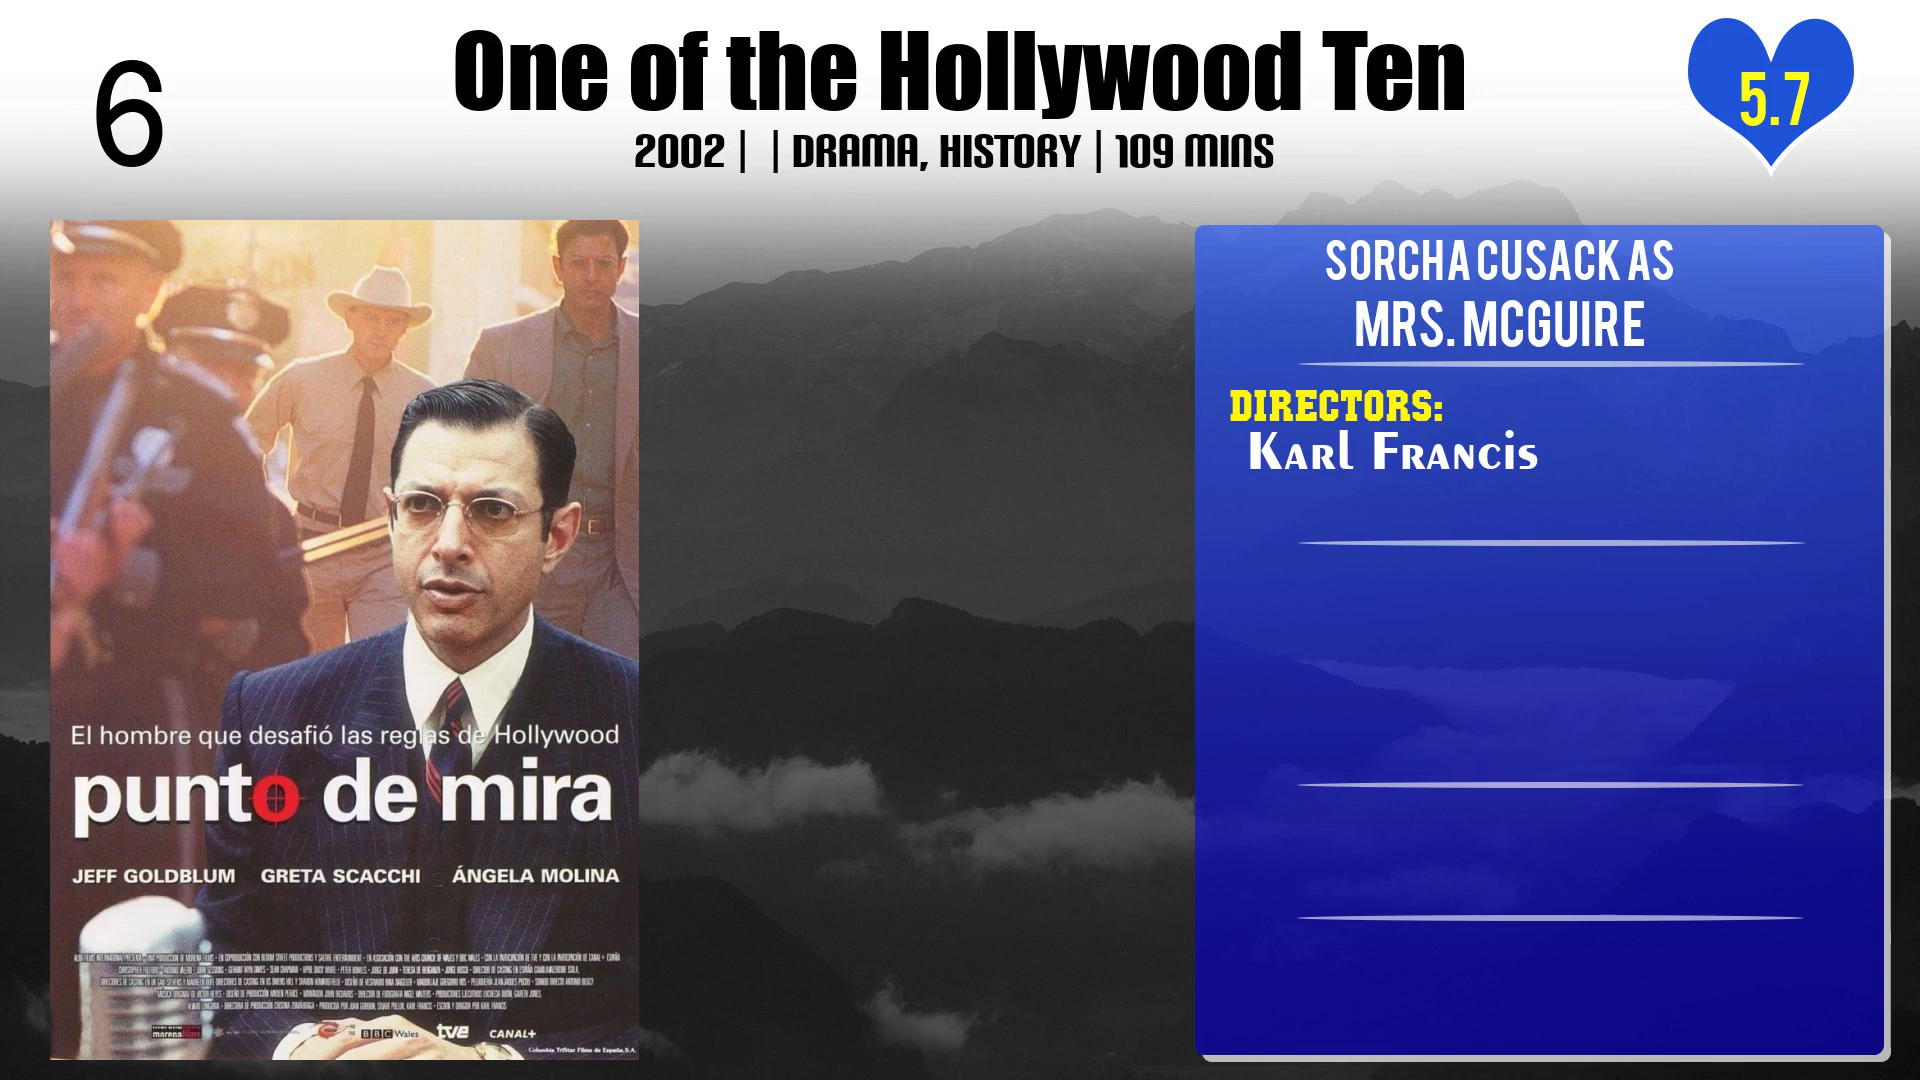 6
One of the Hollywood Ten
2002 | | DRAMA, HISTORY | 109 MINS
5.7
SORCHA CUSACK AS
MRS. MCGUIRE
DIRECTORS:
Karl Francis
El hombre que desafió las reglas de Hollywood
punto de mira
JEFF GOLDBLUM GRETA SCACCHI ÁNGELA MOLINA
morenafilms
BBC Wales tve CANAL+
Columbia TriStar Films de España, S.A.